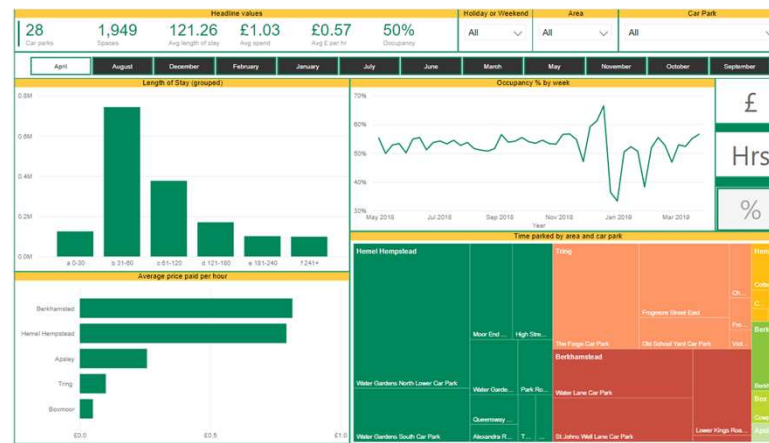 Headline values
Holiday or Weekend
Area
Car Park
28
Car parks
1,949
Spaces
121.26
Avg length of stay
£1.03
Avg spend
£0.57
Avg £ per hr
50%
Occupancy
All
All
All
April
August
December
February
January
July
June
March
May
November
October
September
Length of Stay (grouped)
0.8M
0.6M
0.4M
0.2M
0.0M
a 0-30
b 31-60
c 61-120
d 121-180
e 181-240
f 241+
Occupancy % by week
70%
60%
50%
40%
30%
May 2018
Jul 2018
Sep 2018
Nov 2018
Jan 2019
Mar 2019
Year
£
Hrs
%
Average price paid per hour
Berkhamsted
Hemel Hempstead
Apsley
Tring
Boxmoor
£0.0
£0.5
£1.0
Time parked by area and car park
Hemel Hempstead
Water Gardens North Lower Car Park
Water Gardens South Car Park
Moor End ...
High Stre...
Water Garde...
Park Ro...
Queensway ...
Alexandra R...
T...
...
Tring
The Forge Car Park
Frogmore Street East
Old School Yard Car Park
Ch...
Fro...
Vict...
Berkhamstead
Water Lane Car Park
St Johns Well Lane Car Park
Lower Kings Roa...
Hem
C...
Berk
Box